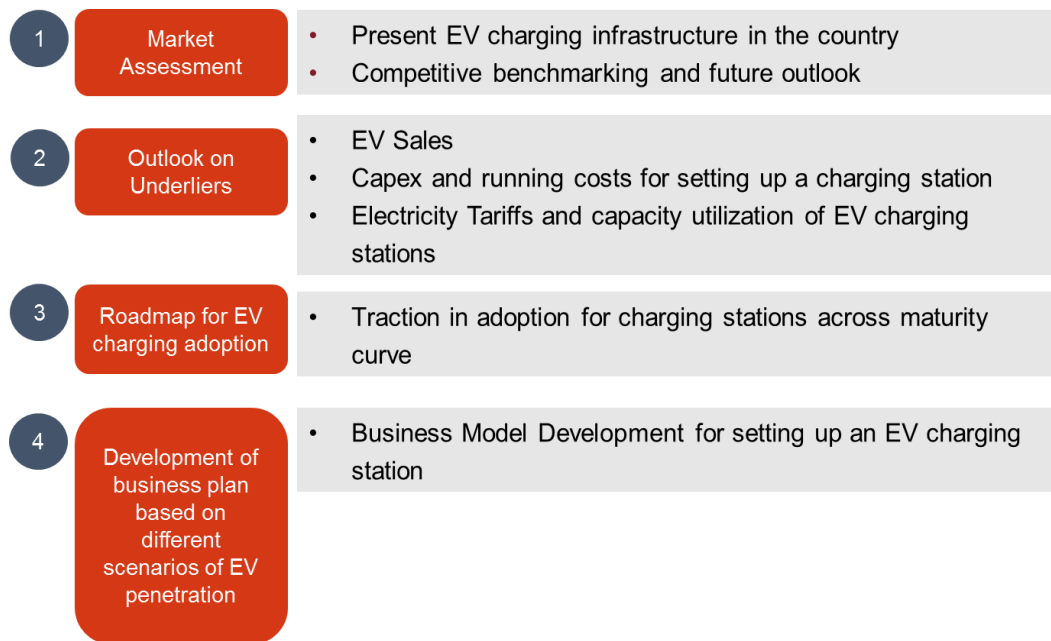 1
Market
Assessment
• Present EV charging infrastructure in the country
• Competitive benchmarking and future outlook
2
Outlook on
Underliers
• EV Sales
• Capex and running costs for setting up a charging station
• Electricity Tariffs and capacity utilization of EV charging
stations
3
Roadmap for EV
charging adoption
• Traction in adoption for charging stations across maturity
curve
4
Development of
business plan
based on
different
scenarios of EV
penetration
• Business Model Development for setting up an EV charging
station